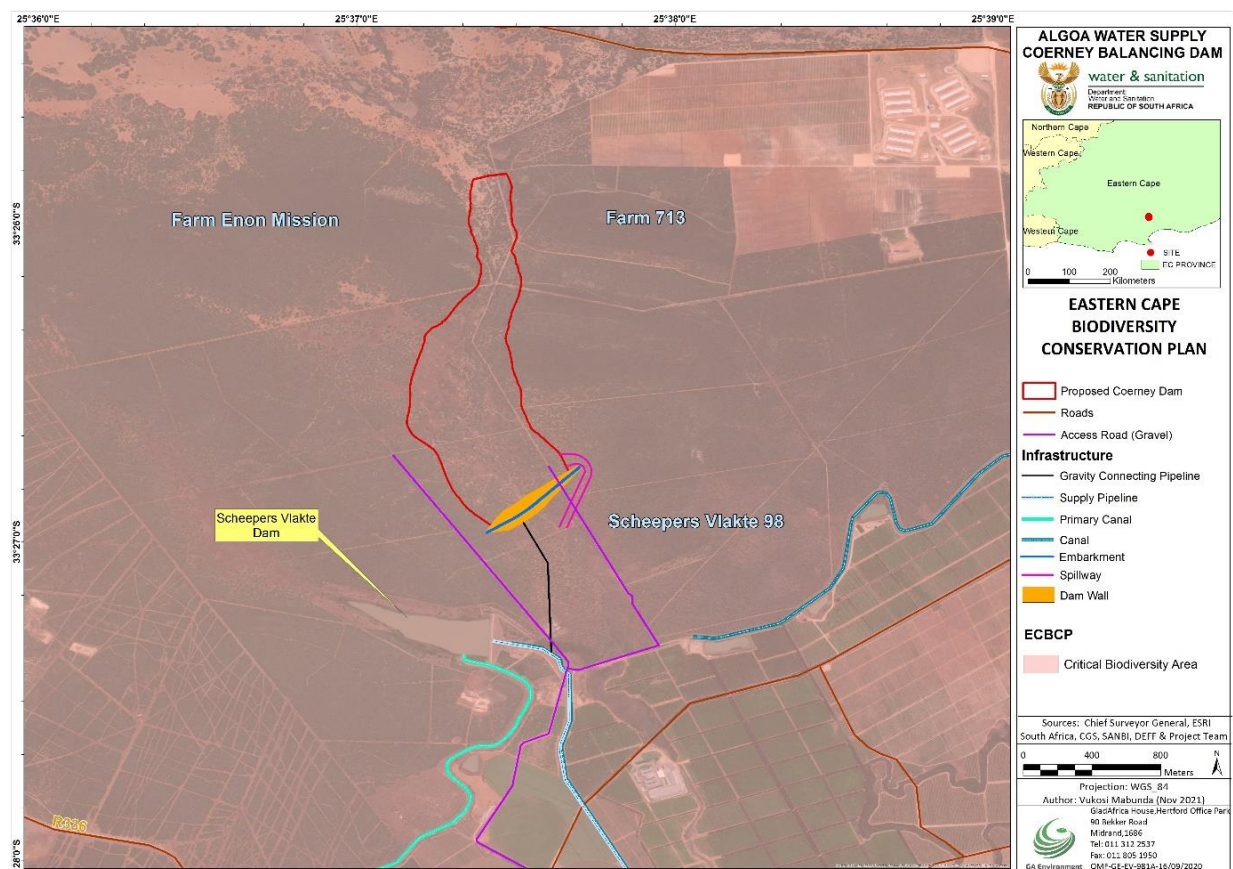 25°36'0"E
25°37'0"E
25°38'0"E
25°39'0"E
33°26'0"S
33°27'0"S
28'0"S
Farm Enon Mission
Farm 713
Scheepers Vlakte 98
Scheepers Vlakte
Dam
R336
ALGOA WATER SUPPLY
COERNEY BALANCING DAM
water & sanitation
Department:
Water and Sanitation
REPUBLIC OF SOUTH AFRICA
Northern Cape
Western Cape
Eastern Cape
Western Cape
SITE
EC PROVINCE
0 100 200
Kilometers
EASTERN CAPE
BIODIVERSITY
CONSERVATION PLAN
Proposed Coerney Dam
Roads
Access Road (Gravel)
Infrastructure
Gravity Connecting Pipeline
Supply Pipeline
Primary Canal
Canal
Embarkment
Spillway
Dam Wall
ECBCP
Critical Biodiversity Area
Sources: Chief Surveyor General, ESRI
South Africa, CGS, SANBI, DEFF & Project Team
0 400 800
Meters
N
Projection: WGS_84
Author: Vukosi Mabunda (Nov 2021)
GladAfrica House,Hertford Office Park
90 Bekker Road
Midrand,1686
Tel: 011 312 2537
Fax: 011 805 1950
GA Environment QMF-GE-EV-981A-16/09/2020